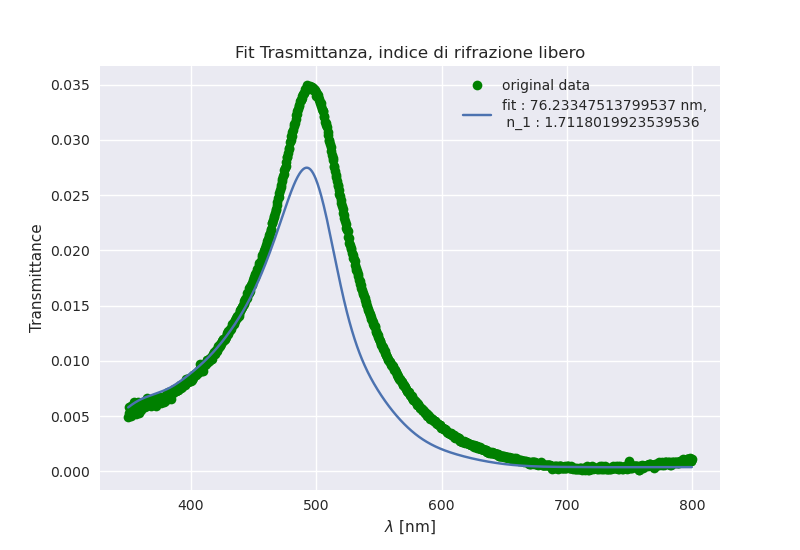 Fit Trasmittanza, indice di rifrazione libero
original data
fit : 76.23347513799537 nm,
n_1 : 1.7118019923539536
Transmittance
0.035
0.030
0.025
0.020
0.015
0.010
0.005
0.000
400
500
600
700
800
λ [nm]